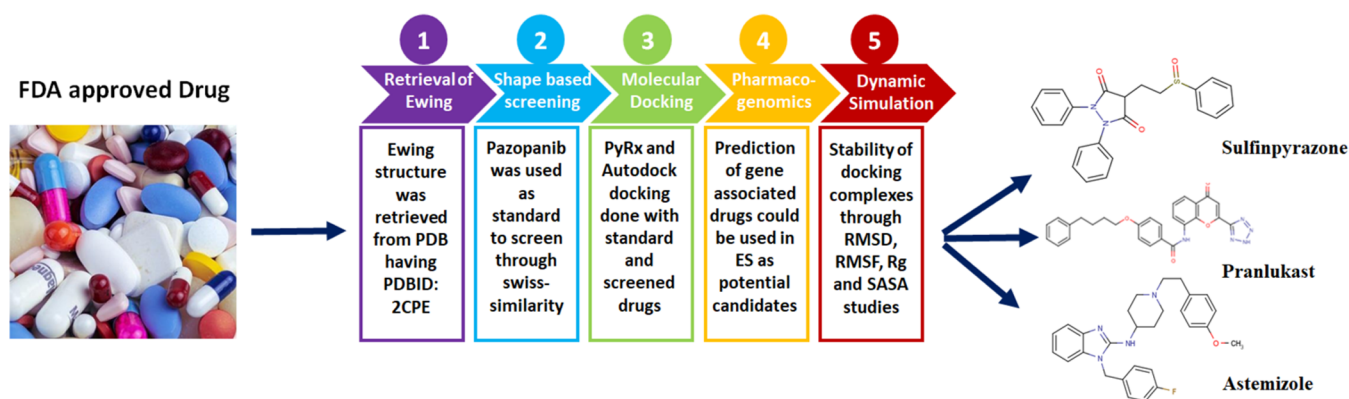 FDA approved Drug
1
Retrieval of
Ewing
Ewing
structure
was
retrieved
from PDB
having
PDBID:
2CPE
2
Shape based
screening
Pazopanib
was used
as
standard
to screen
through
swiss-
similarity
3
Molecular
Docking
PyRx and
Autodock
docking
done with
standard
and
screened
drugs
4
Pharmaco-
genomics
Prediction
of gene
associated
drugs could
be used in
ES as
potential
candidates
5
Dynamic
Simulation
Stability of
docking
complexes
through
RMSD,
RMSF, Rg
and SASA
studies
O
O
N
N
O
S
Sulfinpyrazone
O
O
NH
O
O
N
N
N
NH
Pranlukast
N
N
NH
N
O
CH₃
F
Astemizole